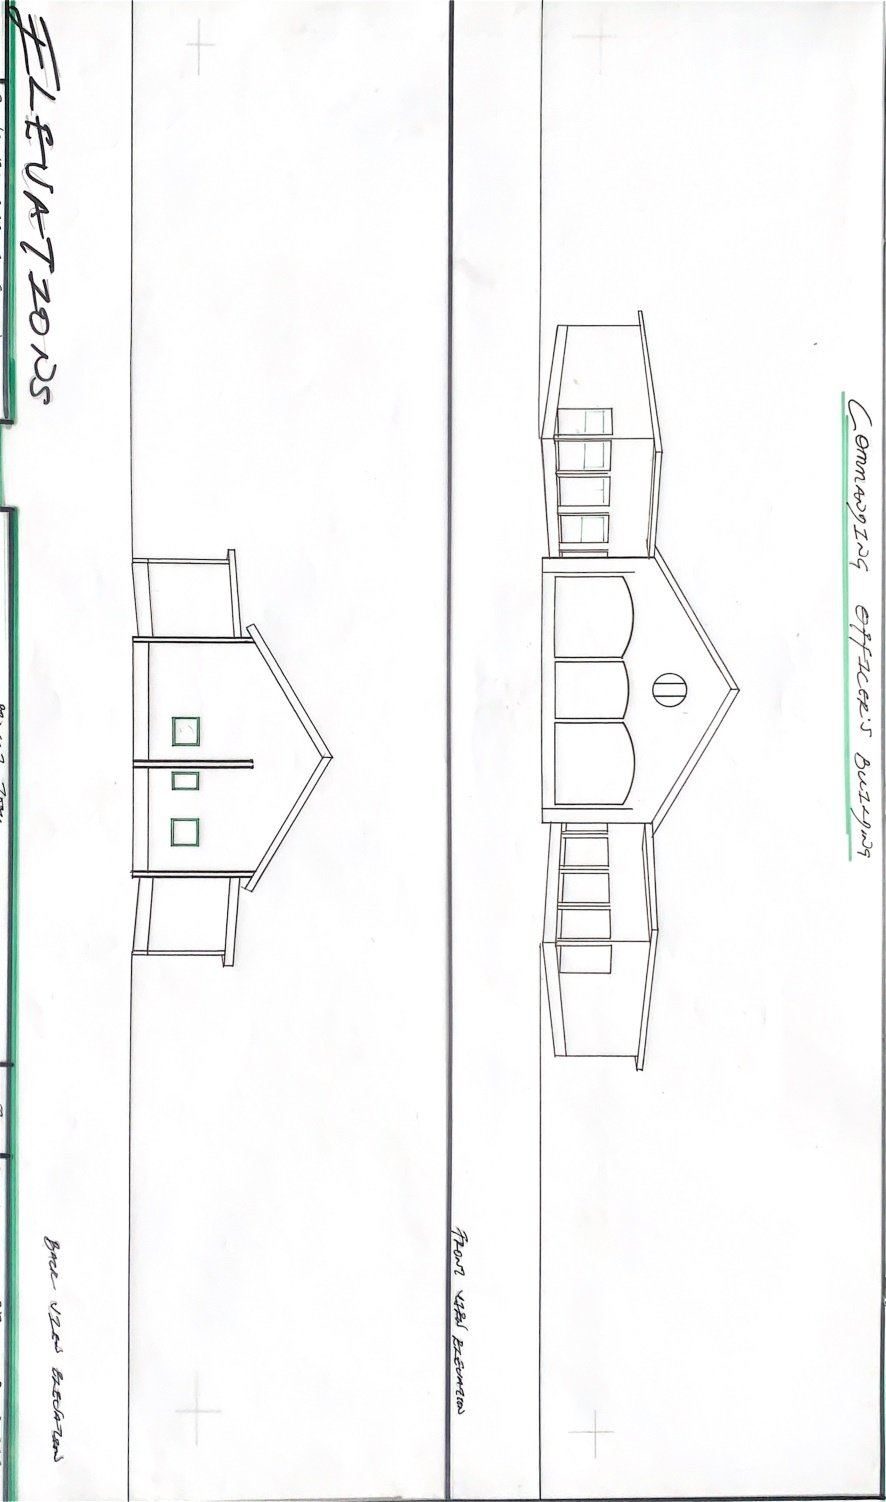 COMMANDING OFFICER'S BUILDING
FRONT VIEW ELEVATION
BACK VIEW ELEVATION
ELEVATIONS